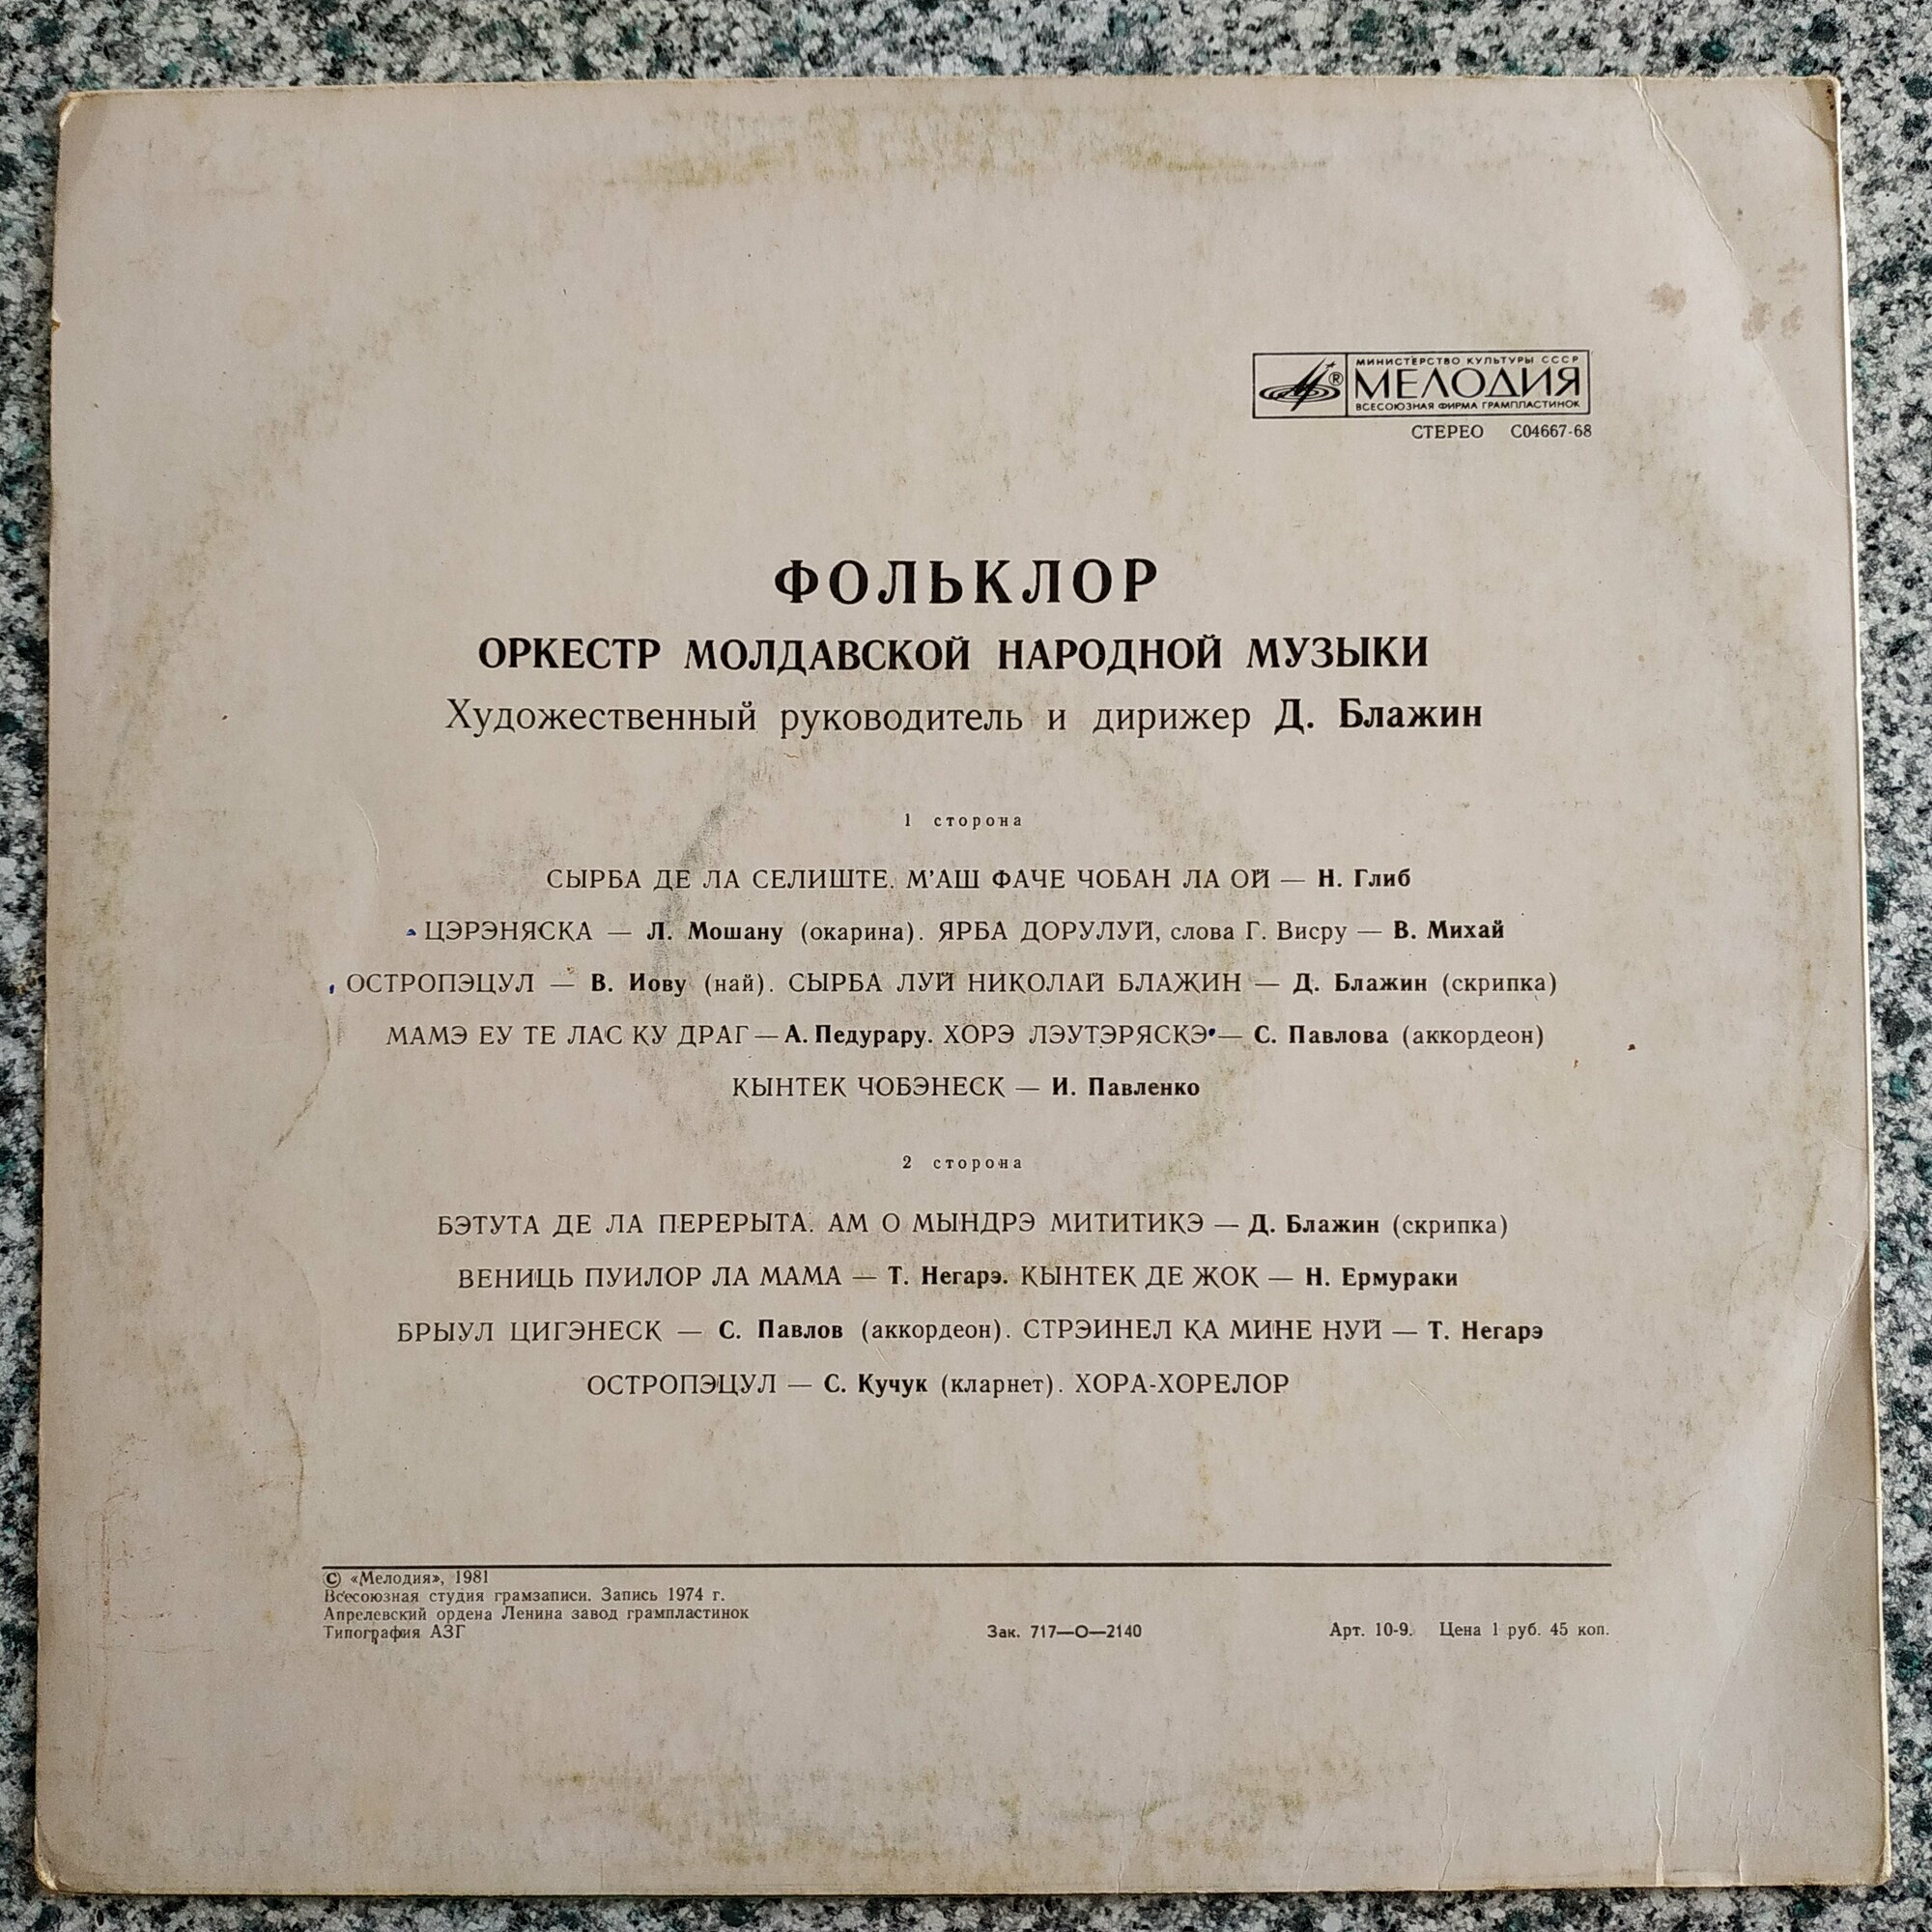 МИНИСТЕРСТВО КУЛЬТУРЫ СССР
МЕЛОДИЯ
ВСЕСОЮЗНАЯ ФИРМА ГРАМПЛАСТИНОК
СТЕРЕО С04667-68
ФОЛЬКЛОР
ОРКЕСТР МОЛДАВСКОЙ НАРОДНОЙ МУЗЫКИ
Художественный руководитель и дирижер Д. Блажин
1 сторона
СЫРБА ДЕ ЛА СЕЛИШТЕ. М’АШ ФАЧЕ ЧОБАН ЛА ОЙ — Н. Глиб
ЦЭРЭНЯСКА — Л. Мошану (окарина). ЯРБА ДОРУЛУЙ, слова Г. Висру — В. Михай
ОСТРОПЭЦУЛ — В. Иову (най). СЫРБА ЛУЙ НИКОЛАЙ БЛАЖИН — Д. Блажин (скрипка)
МАМЭ ЕУ ТЕ ЛАС КУ ДРАГ — А. Педурару. ХОРЭ ЛЭУТЭРЯСКЭ — С. Павлова (аккордеон)
КЫНТЕК ЧОБЭНЕСК — И. Павленко
2 сторона
БЭТУТА ДЕ ЛА ПЕРЕРЫТА. АМ О МЫНДРЭ МИТИТИКЭ — Д. Блажин (скрипка)
ВЕНИЦЬ ПУИЛОР ЛА МАМА — Т. Негарэ. КЫНТЕК ДЕ ЖОК — Н. Ермураки
БРЫУЛ ЦИГЭНЕСК — С. Павлов (аккордеон). СТРЭИНЕЛ КА МИНЕ НУЙ — Т. Негарэ
ОСТРОПЭЦУЛ — С. Кучук (кларнет). ХОРА-ХОРЕЛОР
© «Мелодия», 1981
Всесоюзная студия грамзаписи. Запись 1974 г.
Апрелевский ордена Ленина завод грампластинок
Типография АЗГ Зак. 717—О—2140 Арт. 10-9. Цена 1 руб. 45 коп.